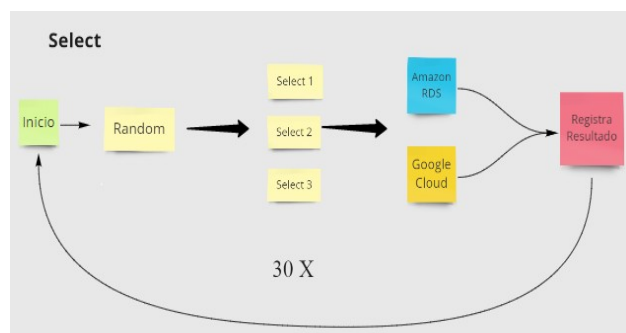 Select
Inicio
Random
Select 1
Select 2
Select 3
Amazon
RDS
Google
Cloud
Registra
Resultado
30 X